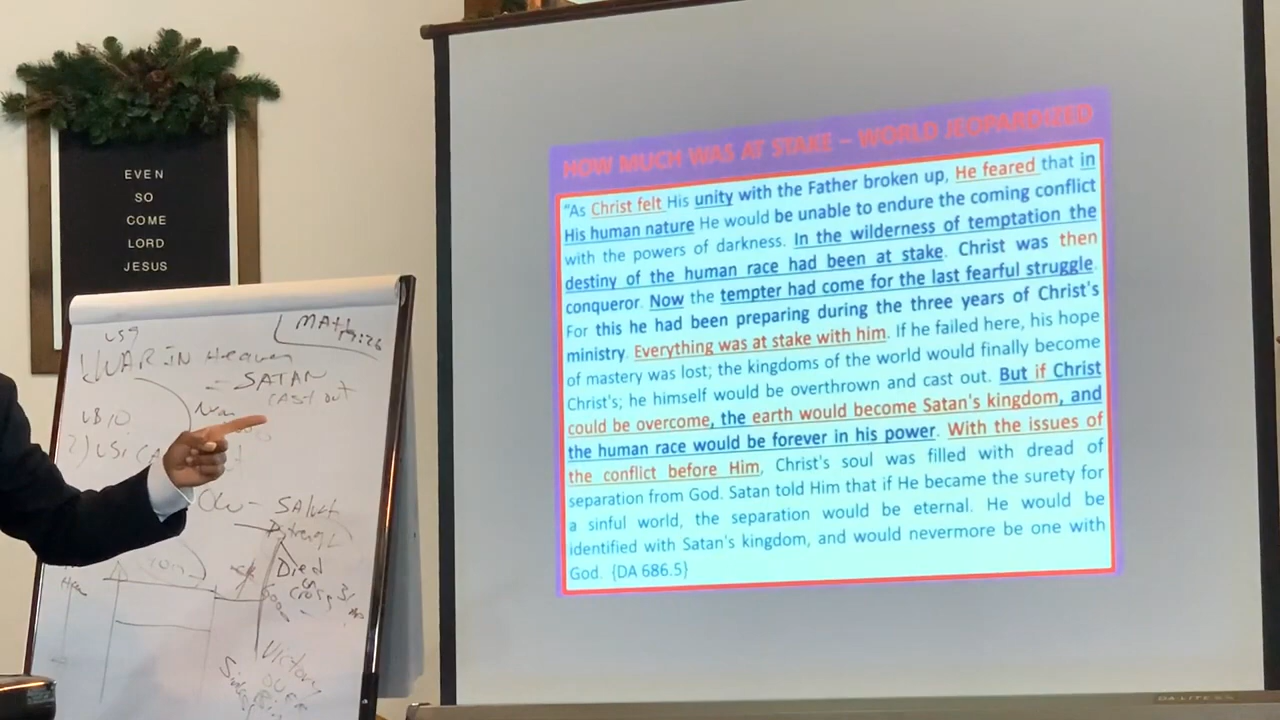 EVEN
SO
COME
LORD
JESUS
MATT
WAR IN Heaven
= SATAN
CAST out
Died
Cross
Victory
OVER
HOW MUCH WAS AT STAKE – WORLD JEOPARDIZED
“As Christ felt His unity with the Father broken up, He feared that in
His human nature He would be unable to endure the coming conflict
with the powers of darkness. In the wilderness of temptation the
destiny of the human race had been at stake. Christ was then
conqueror. Now the tempter had come for the last fearful struggle.
For this he had been preparing during the three years of Christ's
ministry. Everything was at stake with him. If he failed here, his hope
of mastery was lost; the kingdoms of the world would finally become
Christ's; he himself would be overthrown and cast out. But if Christ
could be overcome, the earth would become Satan's kingdom, and
the human race would be forever in his power. With the issues of
the conflict before Him, Christ's soul was filled with dread of
separation from God. Satan told Him that if He became the surety for
a sinful world, the separation would be eternal. He would be
identified with Satan's kingdom, and would nevermore be one with
God. {DA 686.5}
DA-LITE